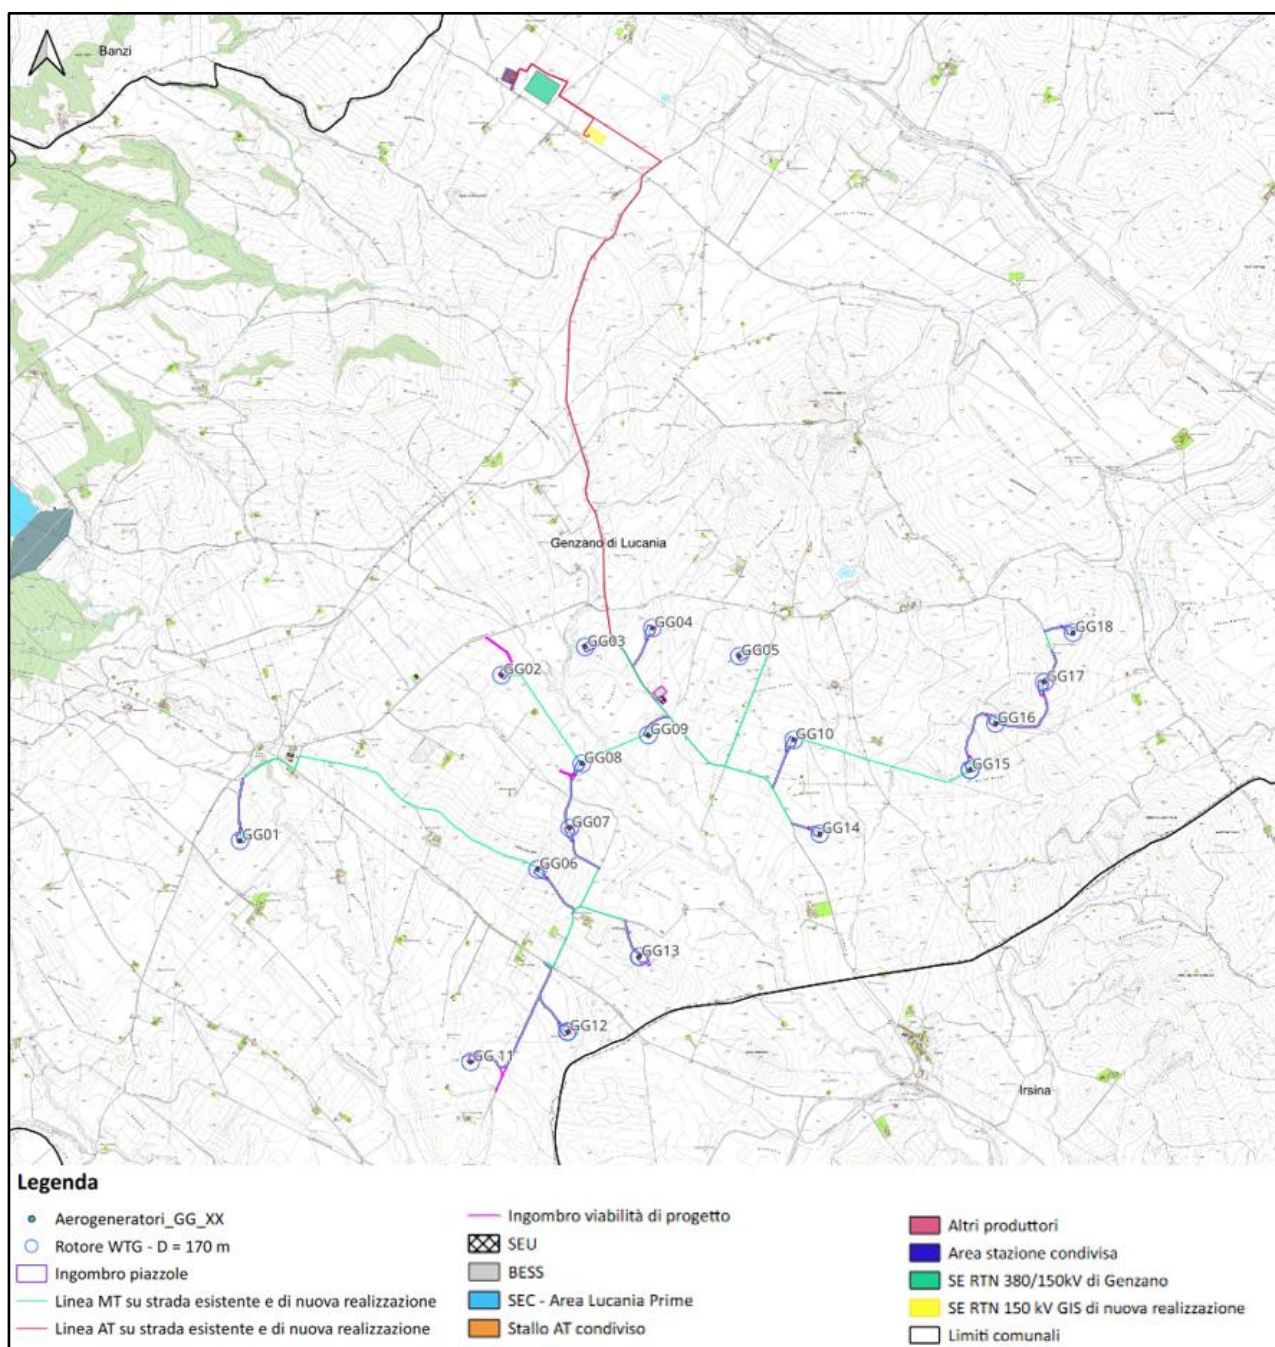 Banzi
Genzano di Lucania
GG04
GG18
GG03
GG05
GG02
GG17
GG16
GG09
GG10
GG08
GG15
GG07
GG14
GG01
GG06
GG13
GG12
GG 11
Irsina
Legenda
Aerogeneratori_GG_XX
Rotore WTG - D = 170 m
Ingombro piazzole
Linea MT su strada esistente e di nuova realizzazione
Linea AT su strada esistente e di nuova realizzazione
Ingombro viabilità di progetto
SEU
BESS
SEC - Area Lucania Prime
Stallo AT condiviso
Altri produttori
Area stazione condivisa
SE RTN 380/150kV di Genzano
SE RTN 150 kV GIS di nuova realizzazione
Limiti comunali